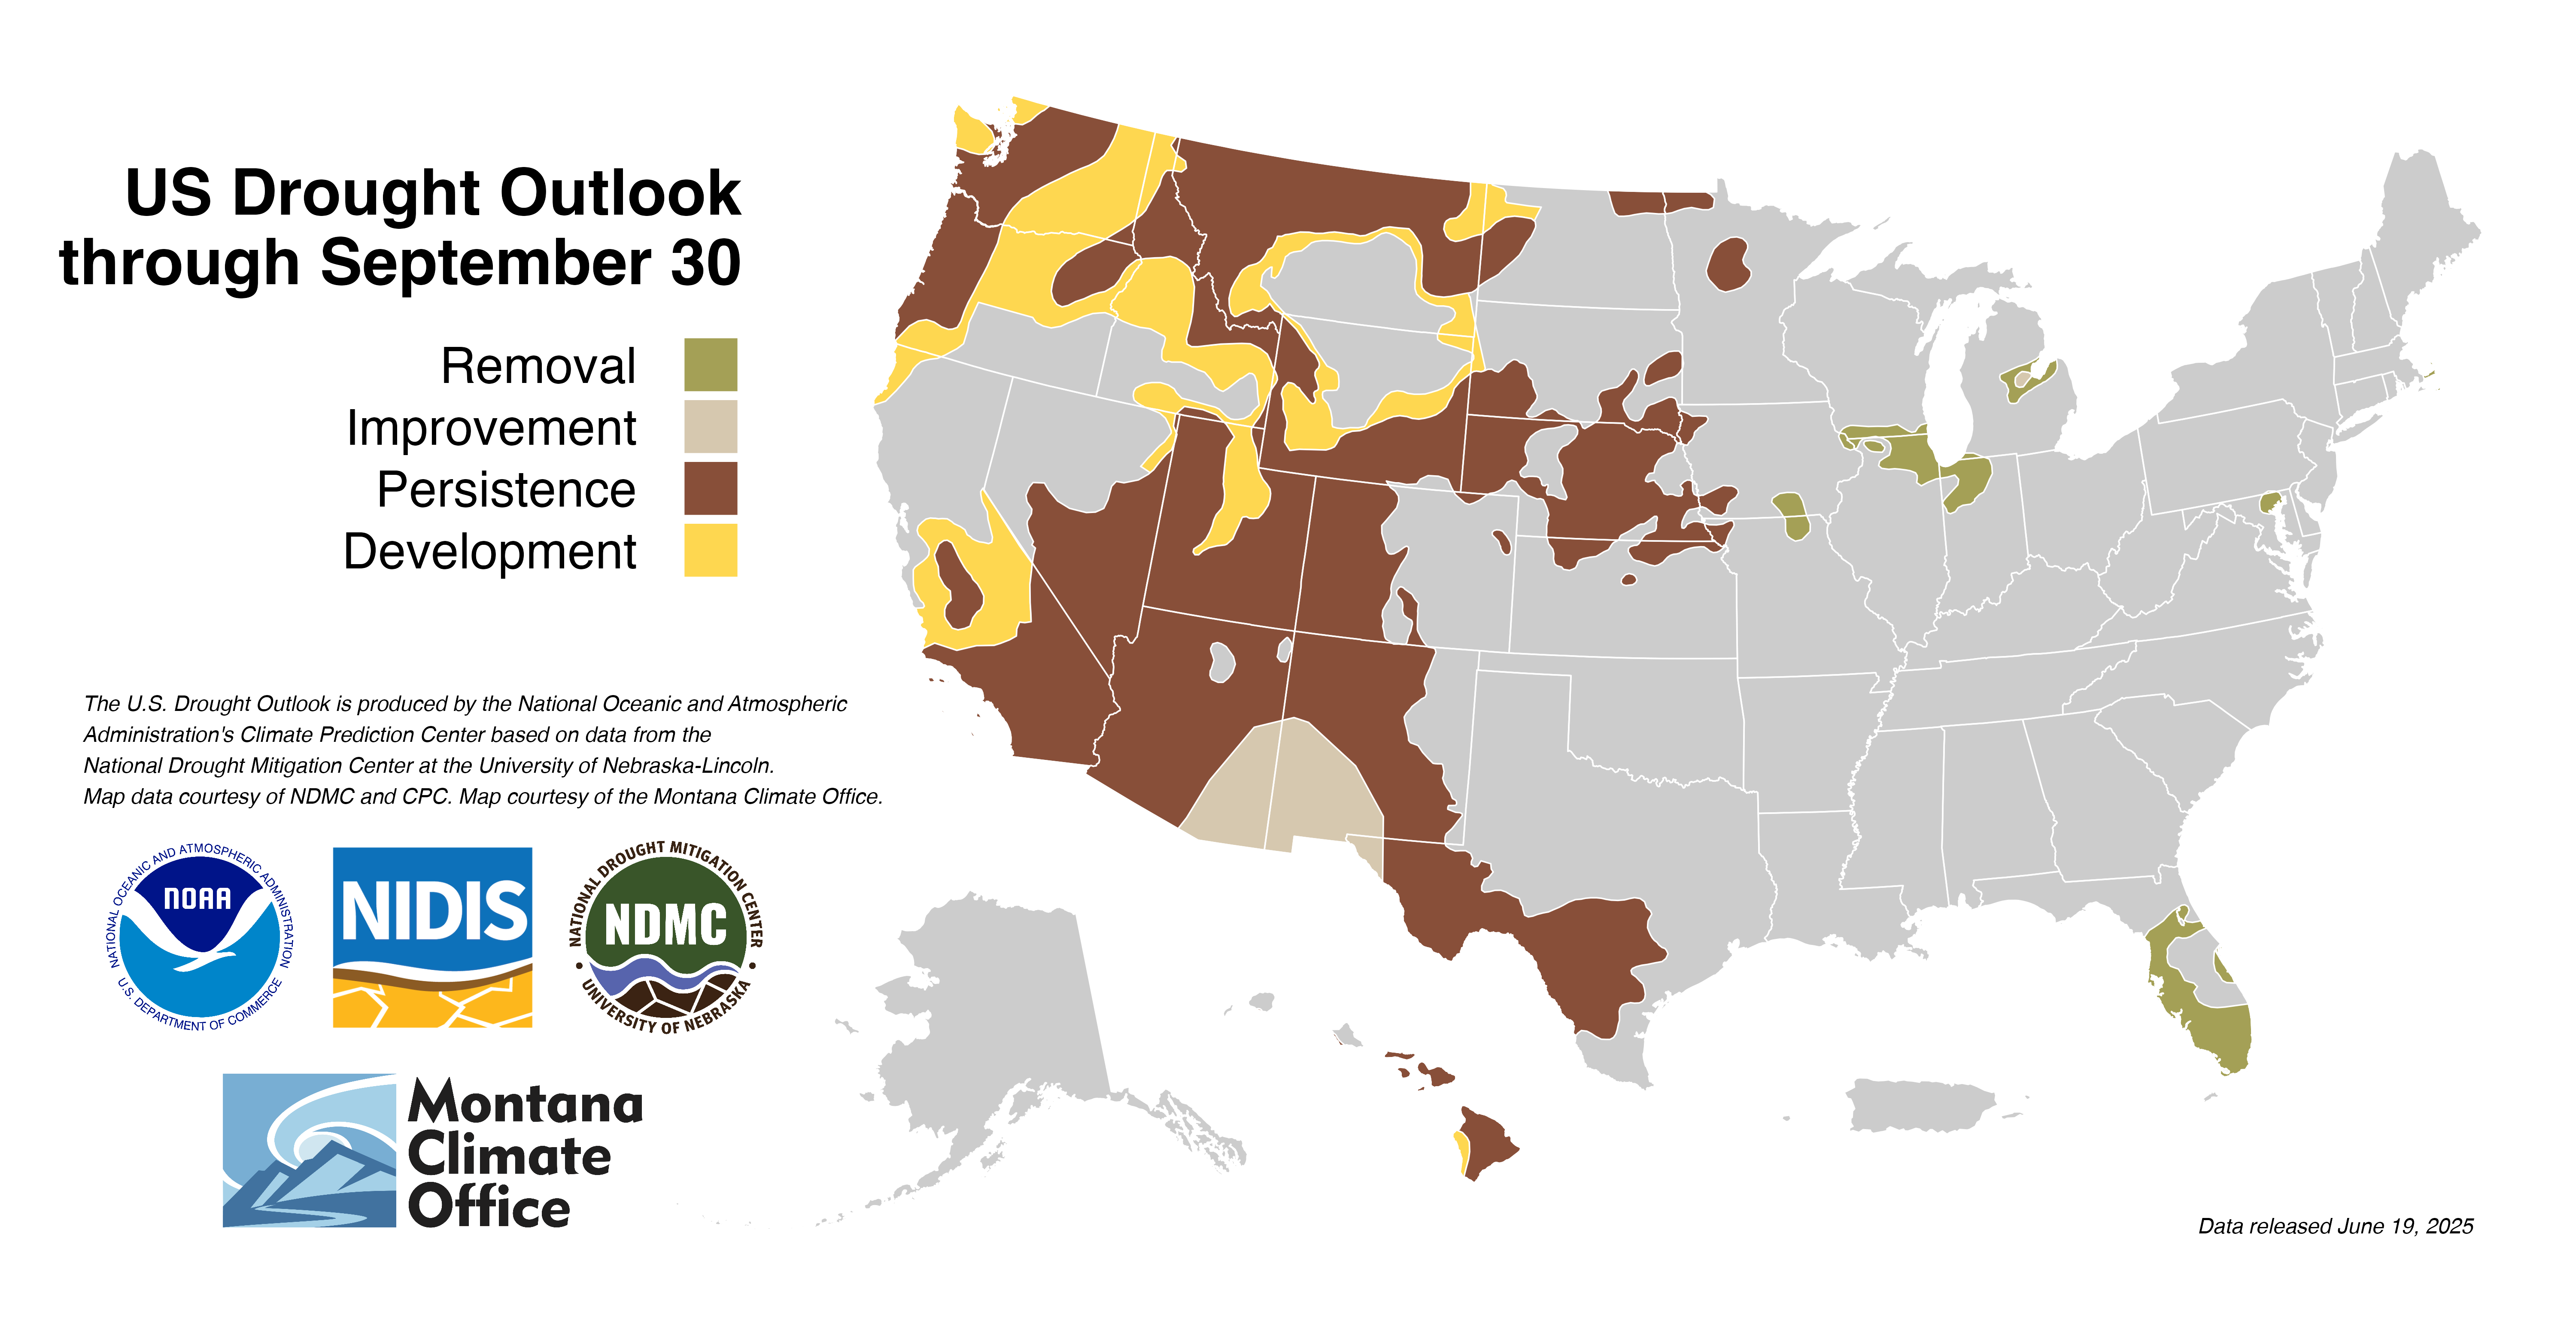 US Drought Outlook
through September 30
Removal
Improvement
Persistence
Development
The U.S. Drought Outlook is produced by the National Oceanic and Atmospheric
Administration's Climate Prediction Center based on data from the
National Drought Mitigation Center at the University of Nebraska-Lincoln.
Map data courtesy of NDMC and CPC. Map courtesy of the Montana Climate Office.
NATIONAL OCEANIC AND ATMOSPHERIC ADMINISTRATION
NOAA
U.S. DEPARTMENT OF COMMERCE
NIDIS
NATIONAL DROUGHT MITIGATION CENTER
NDMC
UNIVERSITY OF NEBRASKA
Montana
Climate
Office
Data released June 19, 2025